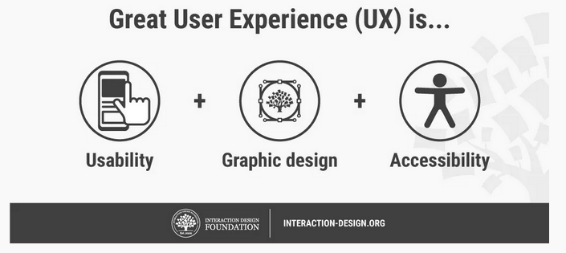 Great User Experience (UX) is...
+
+
Usability
Graphic design
Accessibility
INTERACTION DESIGN
FOUNDATION
INTERACTION-DESIGN.ORG